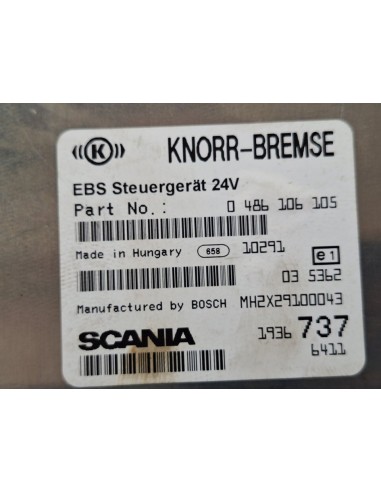 ((K)) KNORR-BREMSE
EBS Steuergerät 24V
Part No.: 0 486 106 105
Made in Hungary 658 10291 e1
03 5362
Manufactured by BOSCH MH2X29100043
SCANIA 1936 737
6411